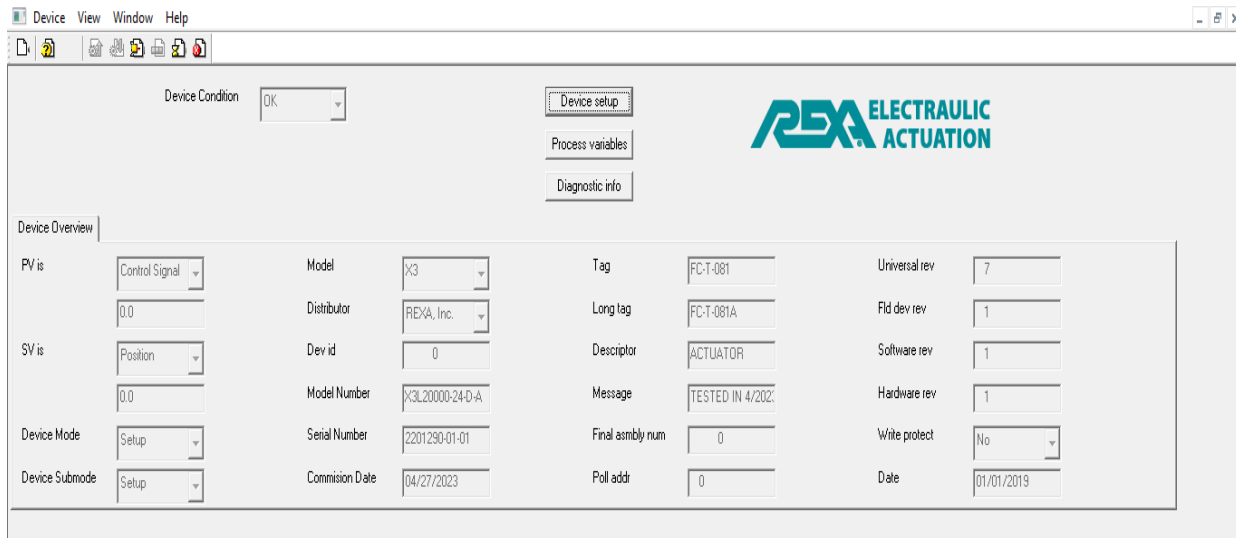 Device View Window Help
Device Condition OK Device setup
Process variables
Diagnostic info
REXA ELECTRAULIC ACTUATION
Device Overview
PV is Control Signal Model X3 Tag FC-T-081 Universal rev 7
0.0 Distributor REXA, Inc. Long tag FC-T-081A Fld dev rev 1
SV is Position Dev id 0 Descriptor ACTUATOR Software rev 1
0.0 Model Number X3L20000-24-D-A Message TESTED IN 4/202 Hardware rev 1
Device Mode Setup Serial Number 2201290-01-01 Final asmbly num 0 Write protect No
Device Submode Setup Commision Date 04/27/2023 Poll addr 0 Date 01/01/2019